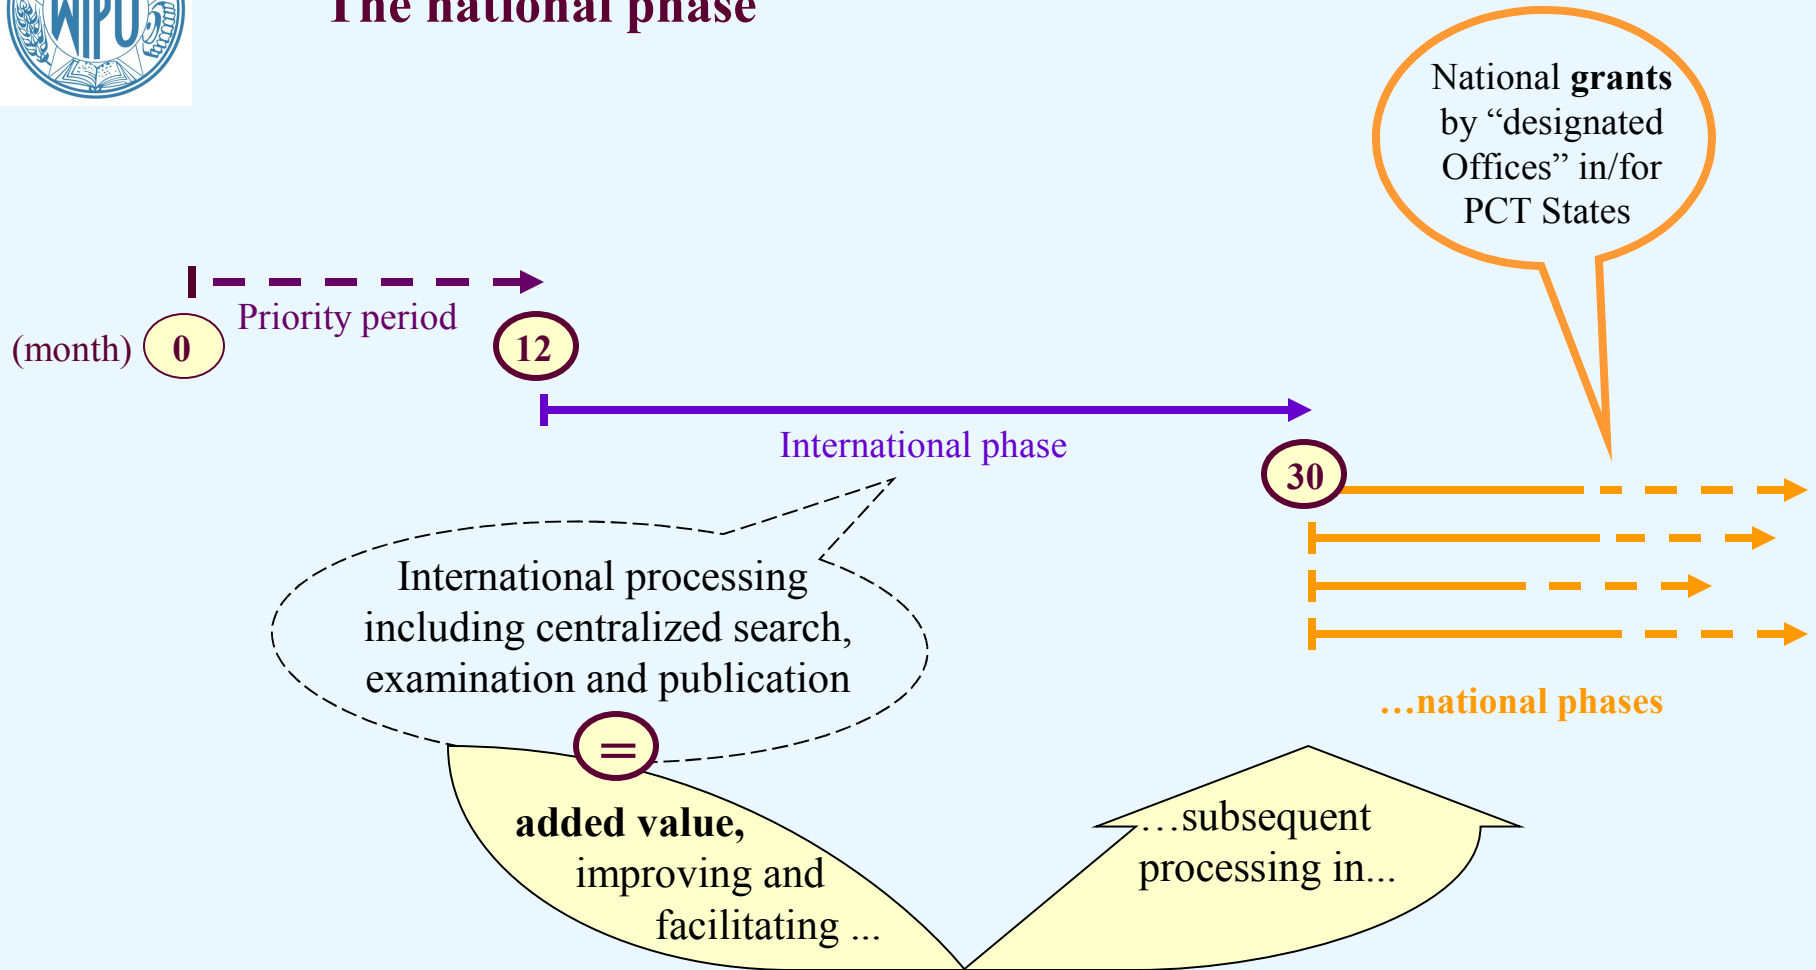 WIPO
The national phase
National grants
by “designated
Offices” in/for
PCT States
Priority period
(month)
0
12
International phase
30
International processing
including centralized search,
examination and publication
…national phases
=
added value,
improving and
facilitating ...
…subsequent
processing in...